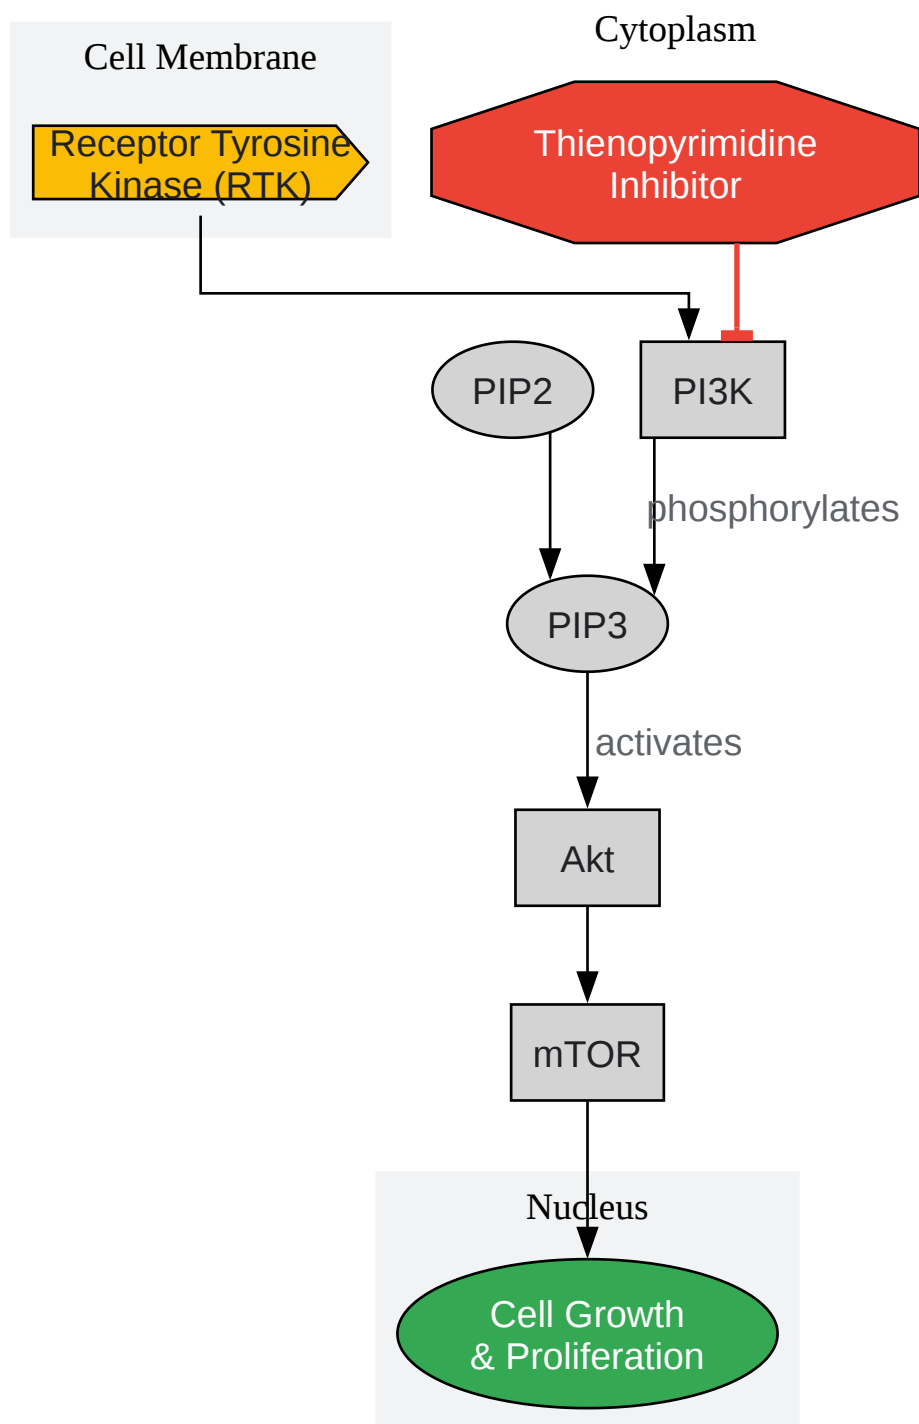 Cell Membrane
Cytoplasm
Receptor Tyrosine
Kinase (RTK)
Thienopyrimidine
Inhibitor
PIP2
PI3K
phosphorylates
PIP3
activates
Akt
mTOR
Nucleus
Cell Growth
& Proliferation